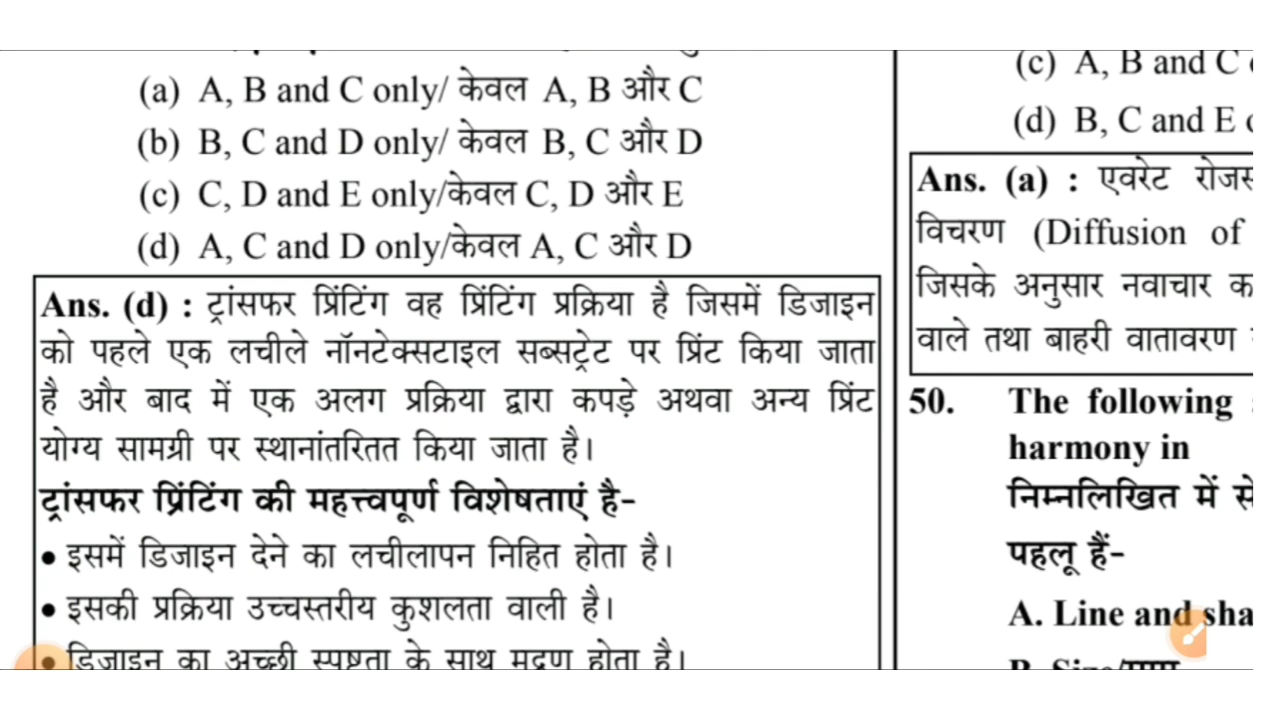 (a) A, B and C only/ केवल A, B और C
(b) B, C and D only/ केवल B, C और D
(c) C, D and E only/केवल C, D और E
(d) A, C and D only/केवल A, C और D
Ans. (d) : ट्रांसफर प्रिंटिंग वह प्रिंटिंग प्रक्रिया है जिसमें डिजाइन
को पहले एक लचीले नॉनटेक्सटाइल सब्सट्रेट पर प्रिंट किया जाता
है और बाद में एक अलग प्रक्रिया द्वारा कपड़े अथवा अन्य प्रिंट
योग्य सामग्री पर स्थानांतरितत किया जाता है।
ट्रांसफर प्रिंटिंग की महत्त्वपूर्ण विशेषताएं है-
• इसमें डिजाइन देने का लचीलापन निहित होता है।
• इसकी प्रक्रिया उच्चस्तरीय कुशलता वाली है।
• डिजाइन का अच्छी स्पष्टता के साथ मुद्रण होता है।
(c) A, B and C
(d) B, C and E
Ans. (a) : एवरेट
विचरण (Diffusion of
जिसके अनुसार नवाचार
वाले तथा बाहरी वातावरण
50. The following
harmony in
निम्नलिखित में से
पहलू हैं-
A. Line and